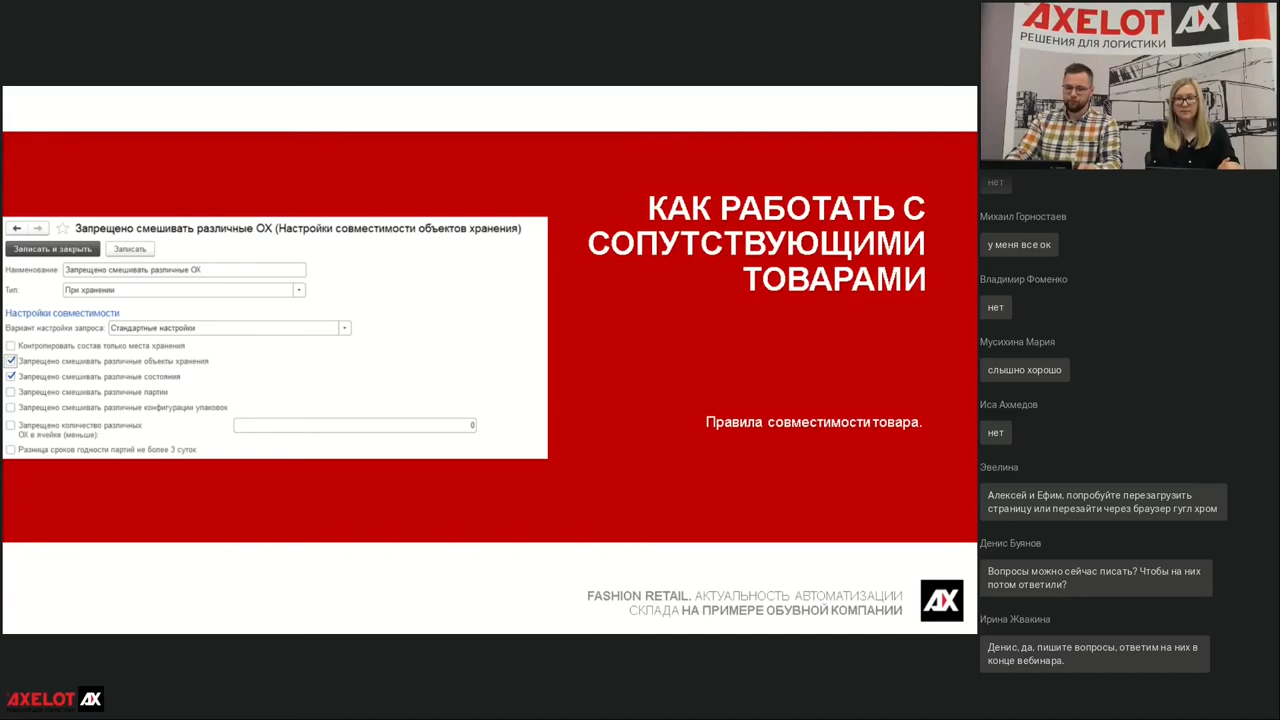 AXELOT
РЕШЕНИЯ ДЛЯ ЛОГИСТИКИ
КАК РАБОТАТЬ С
СОПУТСТВУЮЩИМИ
ТОВАРАМИ
Запрещено смешивать различные ОХ (Настройки совместимости объектов хранения)
Записать и закрыть Записать
Наименование: Запрещено смешивать различные ОХ
Тип: При хранении
Настройки совместимости
Вариант настройки запроса: Стандартные настройки
Контролировать состав только места хранения
Запрещено смешивать различные объекты хранения
Запрещено смешивать различные состояния
Запрещено смешивать различные партии
Запрещено смешивать различные конфигурации упаковок
Запрещено количество различных
ОХ в ячейке (меньше): 0
Разница сроков годности партий не более 3 суток
Правила совместимости товара.
FASHION RETAIL. АКТУАЛЬНОСТЬ АВТОМАТИЗАЦИИ
СКЛАДА НА ПРИМЕРЕ ОБУВНОЙ КОМПАНИИ
нет
Михаил Горностаев
у меня все ок
Владимир Фоменко
нет
Мусихина Мария
слышно хорошо
Иса Ахмедов
нет
Эвелина
Алексей и Ефим, попробуйте перезагрузить
страницу или перезайти через браузер гугл хром
Денис Буянов
Вопросы можно сейчас писать? Чтобы на них
потом ответили?
Ирина Жвакина
Денис, да, пишите вопросы, ответим на них в
конце вебинара.
AXELOT
РЕШЕНИЯ ДЛЯ ЛОГИСТИКИ